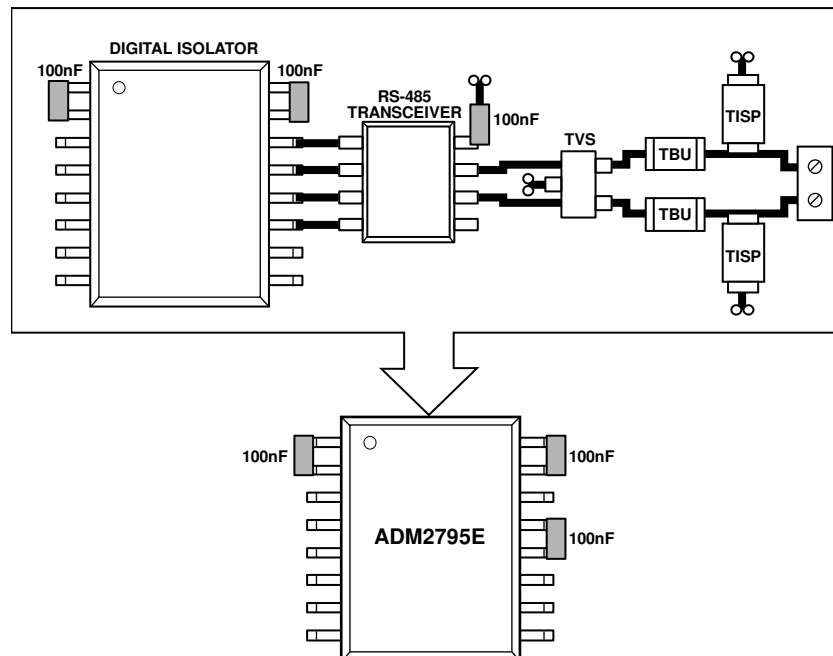 DIGITAL ISOLATOR
100nF
100nF
RS-485
TRANSCEIVER
100nF
TVS
TBU
TISP
TBU
TISP
100nF
100nF
ADM2795E
100nF